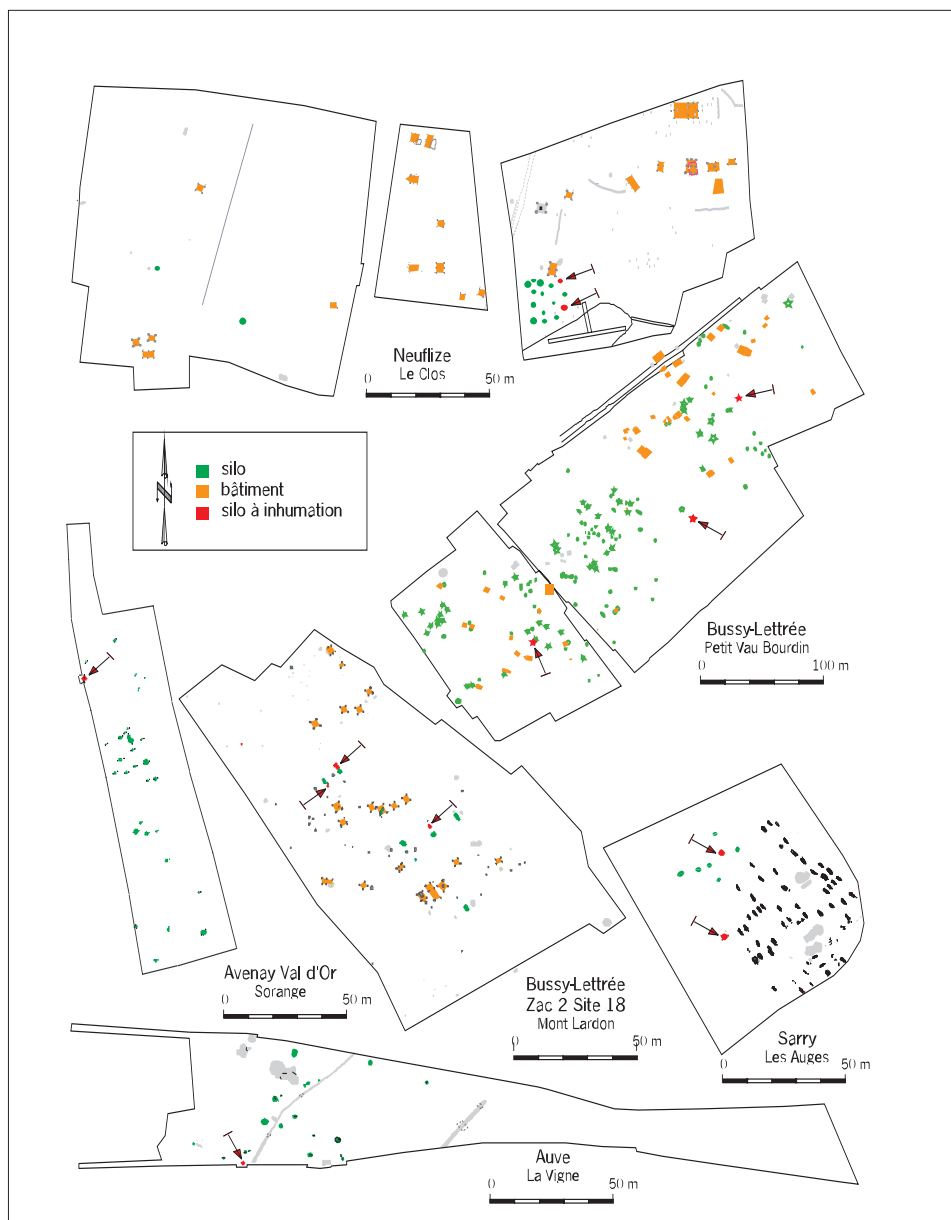 Neuflize
Le Clos
0 50 m
silo
bâtiment
silo à inhumation
Bussy-Lettrée
Petit Vau Bourdin
0 100 m
Avenay Val d'Or
Sorange
0 50 m
Bussy-Lettrée
Zac 2 Site 18
Mont Lardon
0 50 m
Sarry
Les Auges
0 50 m
Auve
La Vigne
0 50 m